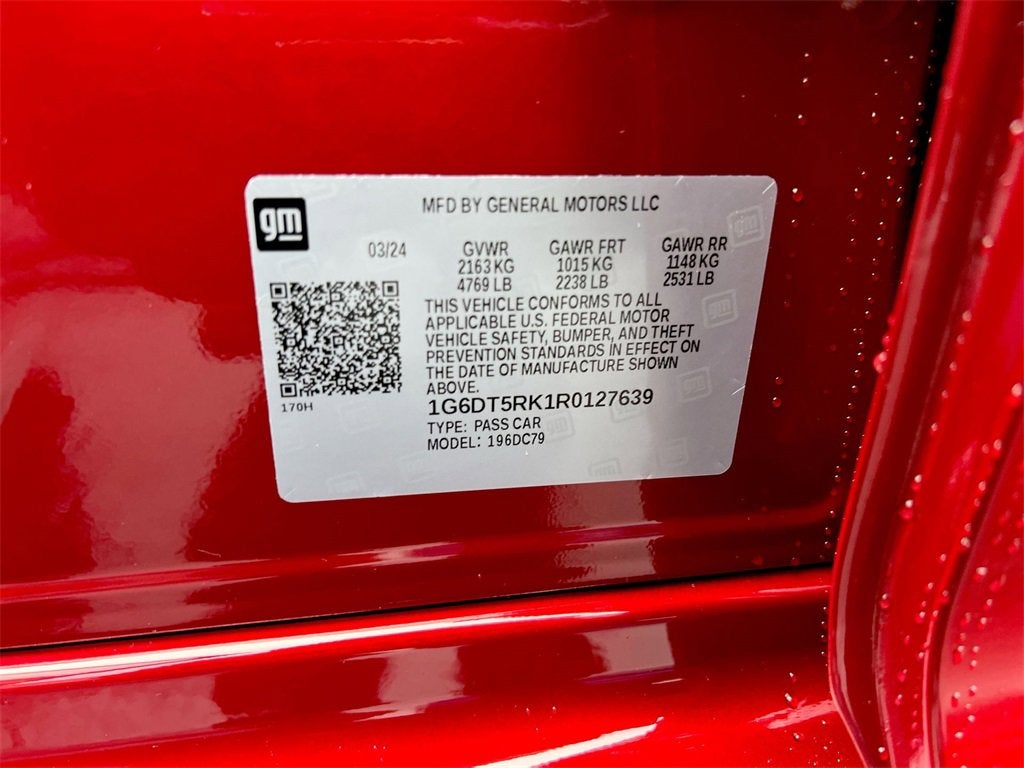 gm
MFD BY GENERAL MOTORS LLC
03/24 GVWR GAWR FRT GAWR RR
2163 KG 1015 KG 1148 KG
4769 LB 2238 LB 2531 LB
THIS VEHICLE CONFORMS TO ALL
APPLICABLE U.S. FEDERAL MOTOR
VEHICLE SAFETY, BUMPER, AND THEFT
PREVENTION STANDARDS IN EFFECT ON
THE DATE OF MANUFACTURE SHOWN
ABOVE.
170H
1G6DT5RK1R0127639
TYPE: PASS CAR
MODEL: 196DC79